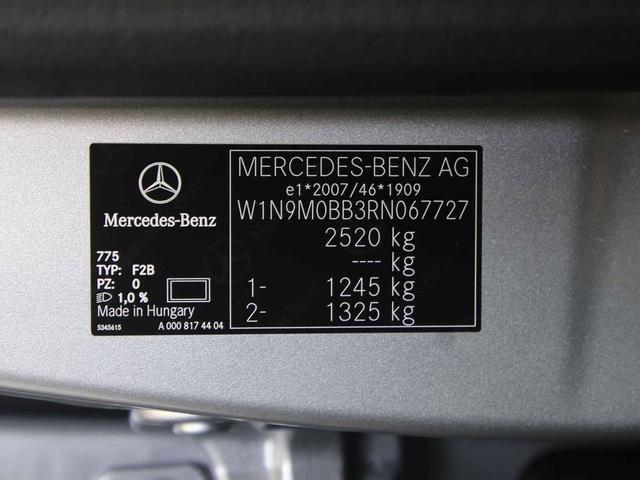 Mercedes-Benz
775
TYP: F2B
PZ: 0
1,0 %
Made in Hungary
5345615 A 000 817 44 04
MERCEDES-BENZ AG
e1*2007/46*1909
W1N9M0BB3RN067727
2520 kg
---- kg
1- 1245 kg
2- 1325 kg